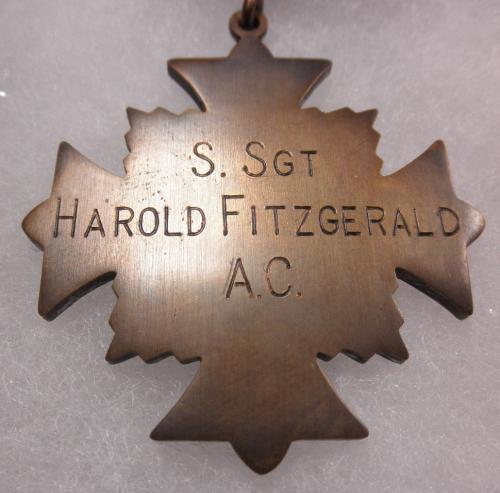 S. SGT
HAROLD FITZGERALD
A.C.